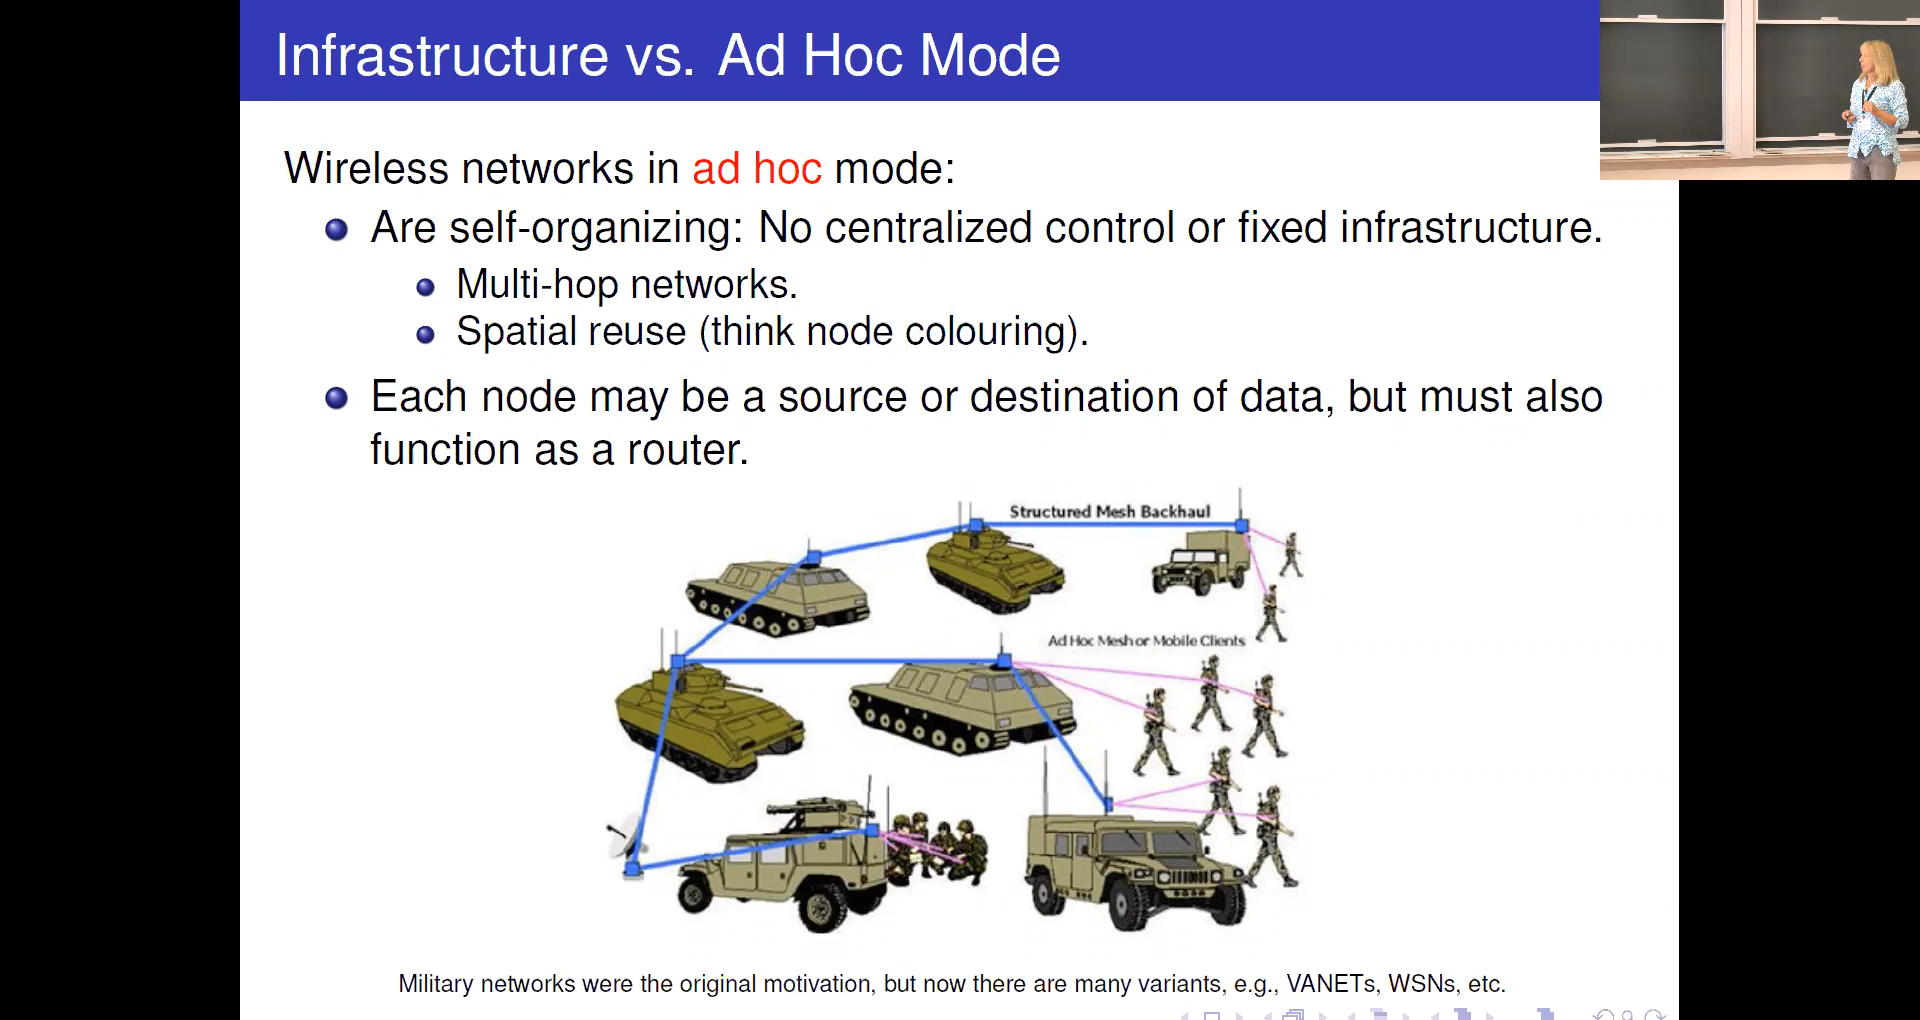 Infrastructure vs. Ad Hoc Mode
Wireless networks in ad hoc mode:
Are self-organizing: No centralized control or fixed infrastructure.
Multi-hop networks.
Spatial reuse (think node colouring).
Each node may be a source or destination of data, but must also
function as a router.
Structured Mesh Backhaul
Ad Hoc Mesh or Mobile Clients
Military networks were the original motivation, but now there are many variants, e.g., VANETs, WSNs, etc.